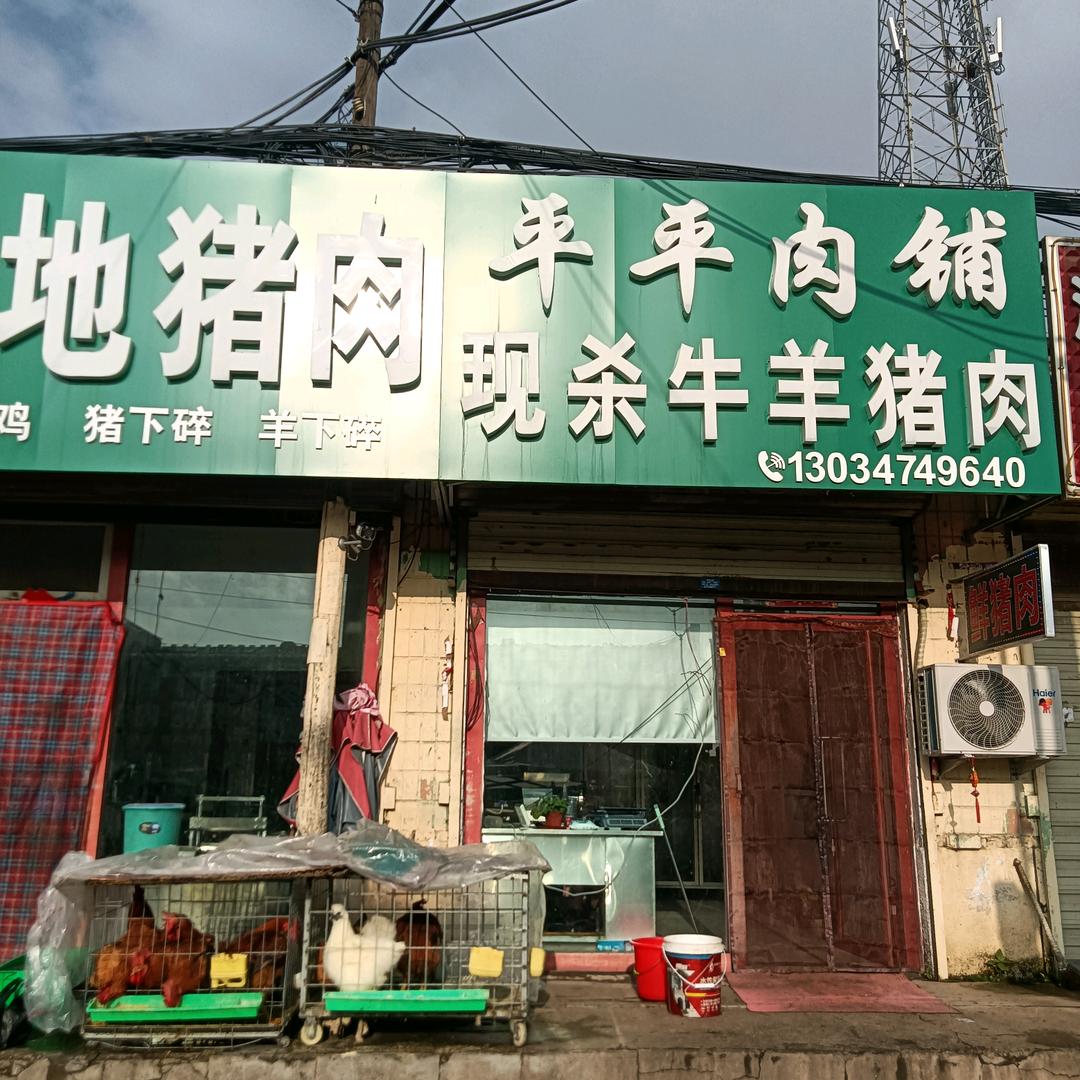 地猪肉
鸡 猪下碎 羊下碎
平平肉铺
现杀牛羊猪肉
13034749640
鲜猪肉
Haier